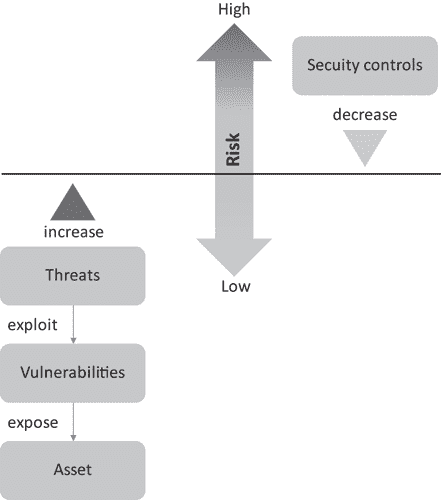 High
Secuity controls
decrease
Risk
increase
Threats
Low
exploit
Vulnerabilities
expose
Asset